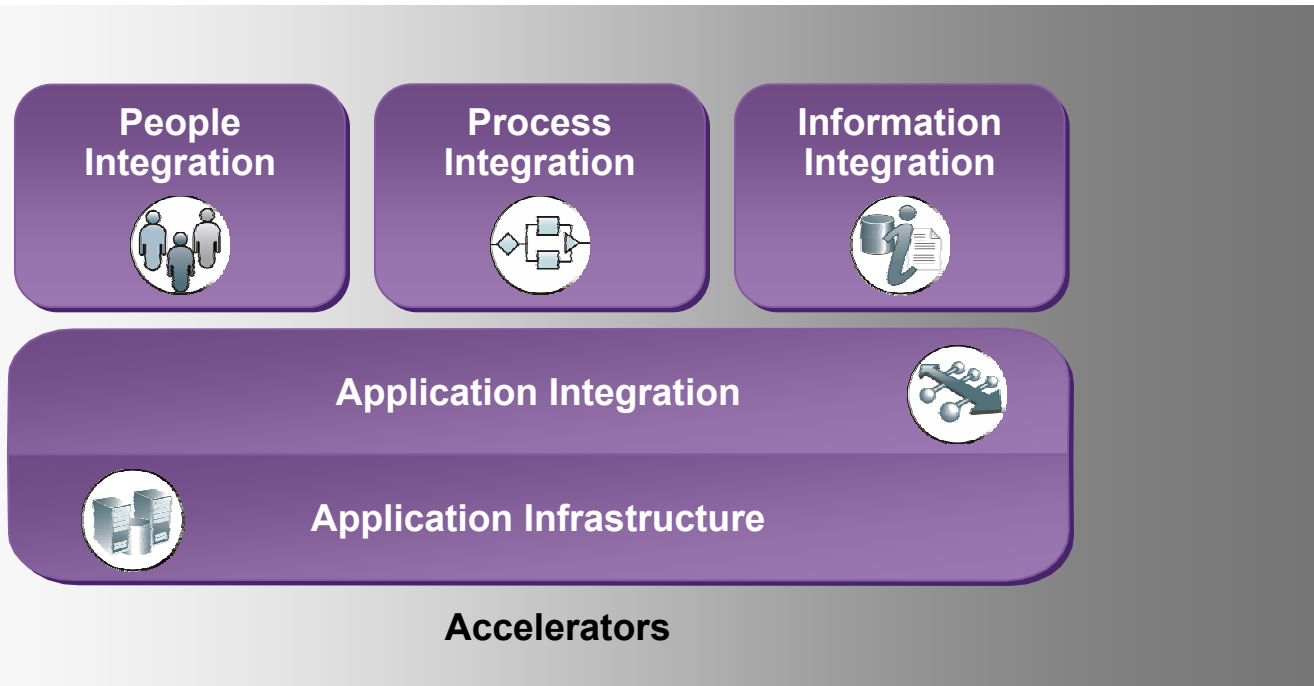 People
Integration
Process
Integration
Information
Integration
Application Integration
Application Infrastructure
Accelerators